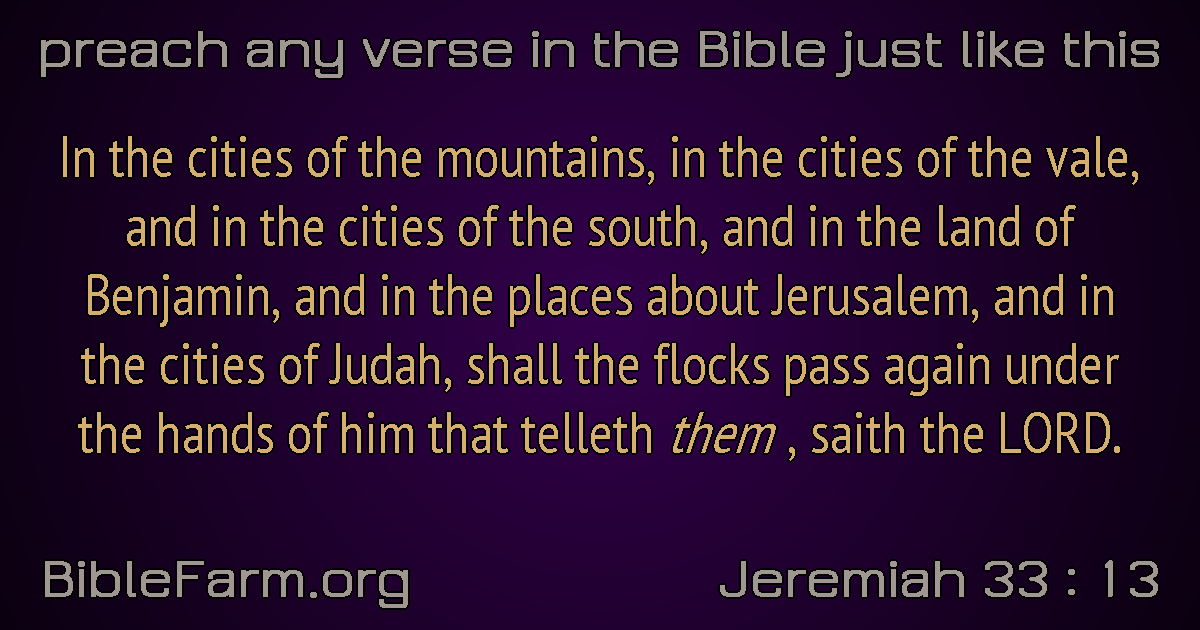 preach any verse in the Bible just like this
In the cities of the mountains, in the cities of the vale,
and in the cities of the south, and in the land of
Benjamin, and in the places about Jerusalem, and in
the cities of Judah, shall the flocks pass again under
the hands of him that telleth them , saith the LORD.
BibleFarm.org
Jeremiah 33 : 13